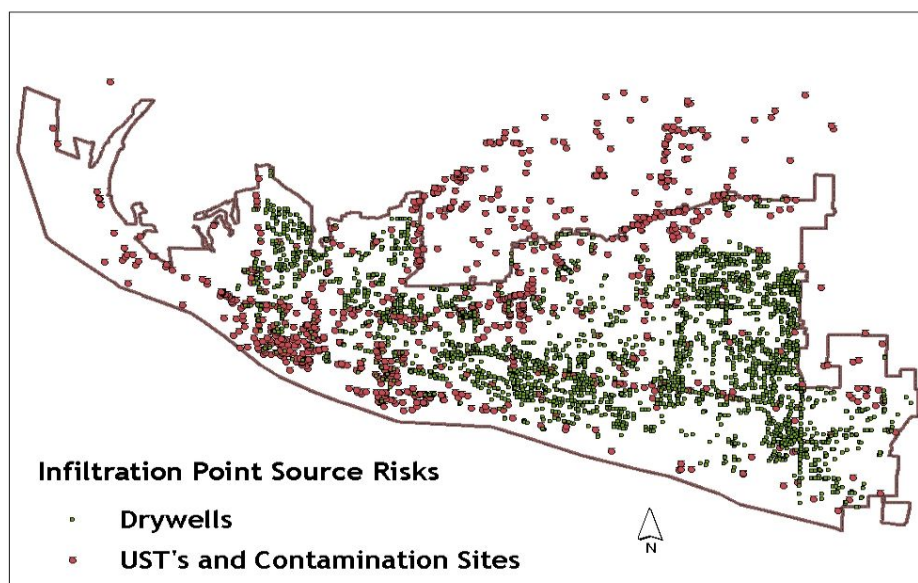 Infiltration Point Source Risks
Drywells
UST's and Contamination Sites
N